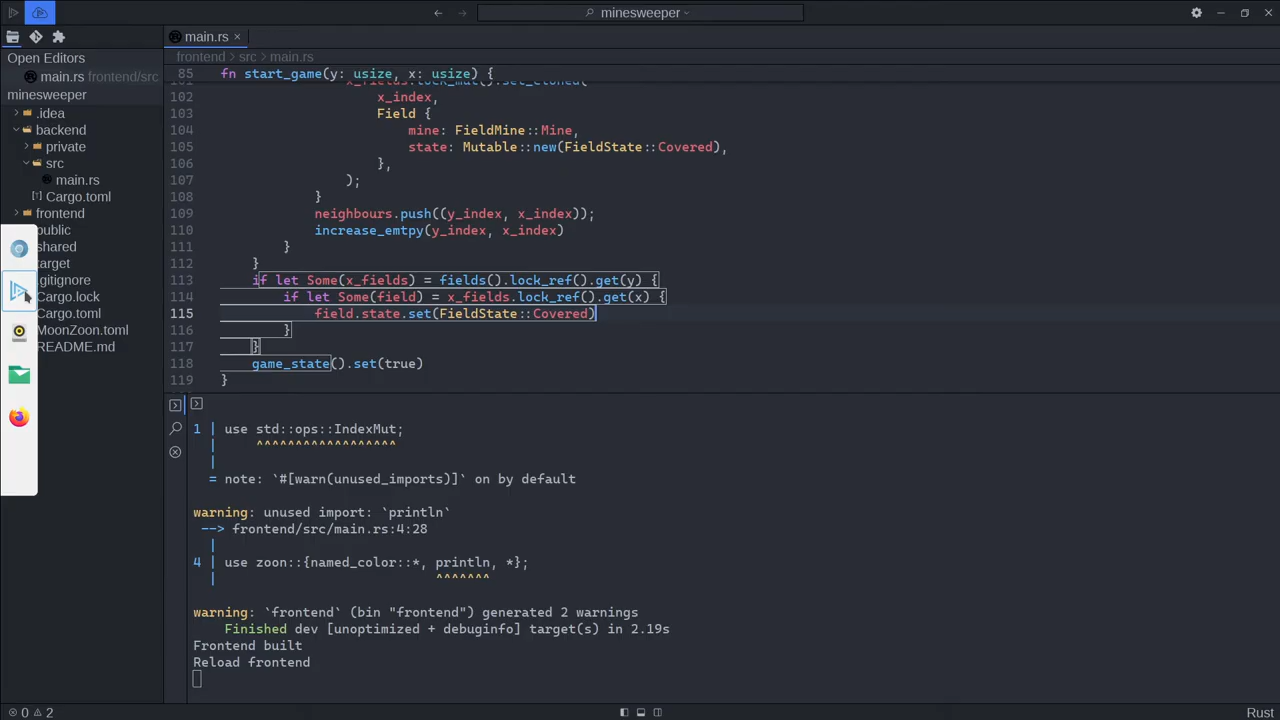 minesweeper
main.rs
Open Editors
main.rs frontend/src
minesweeper
.idea
backend
private
src
main.rs
Cargo.toml
frontend
public
shared
target
.gitignore
Cargo.lock
Cargo.toml
MoonZoon.toml
README.md
frontend > src > main.rs
85 fn start_game(y: usize, x: usize) {
101 x_fields.lock_mut().set_cloned(
102 x_index,
103 Field {
104 mine: FieldMine::Mine,
105 state: Mutable::new(FieldState::Covered),
106 },
107 );
108 }
109 neighbours.push((y_index, x_index));
110 increase_emtpy(y_index, x_index)
111 }
112 }
113 if let Some(x_fields) = fields().lock_ref().get(y) {
114 if let Some(field) = x_fields.lock_ref().get(x) {
115 field.state.set(FieldState::Covered)
116 }
117 }
118 game_state().set(true)
119 }
1 | use std::ops::IndexMut;
| ^^^^^^^^^^^^^^^^^^
|
= note: `#[warn(unused_imports)]` on by default
warning: unused import: `println`
--> frontend/src/main.rs:4:28
|
4 | use zoon::{named_color::*, println, *};
| ^^^^^^^
warning: `frontend` (bin "frontend") generated 2 warnings
Finished dev [unoptimized + debuginfo] target(s) in 2.19s
Frontend built
Reload frontend
0 2
Rust